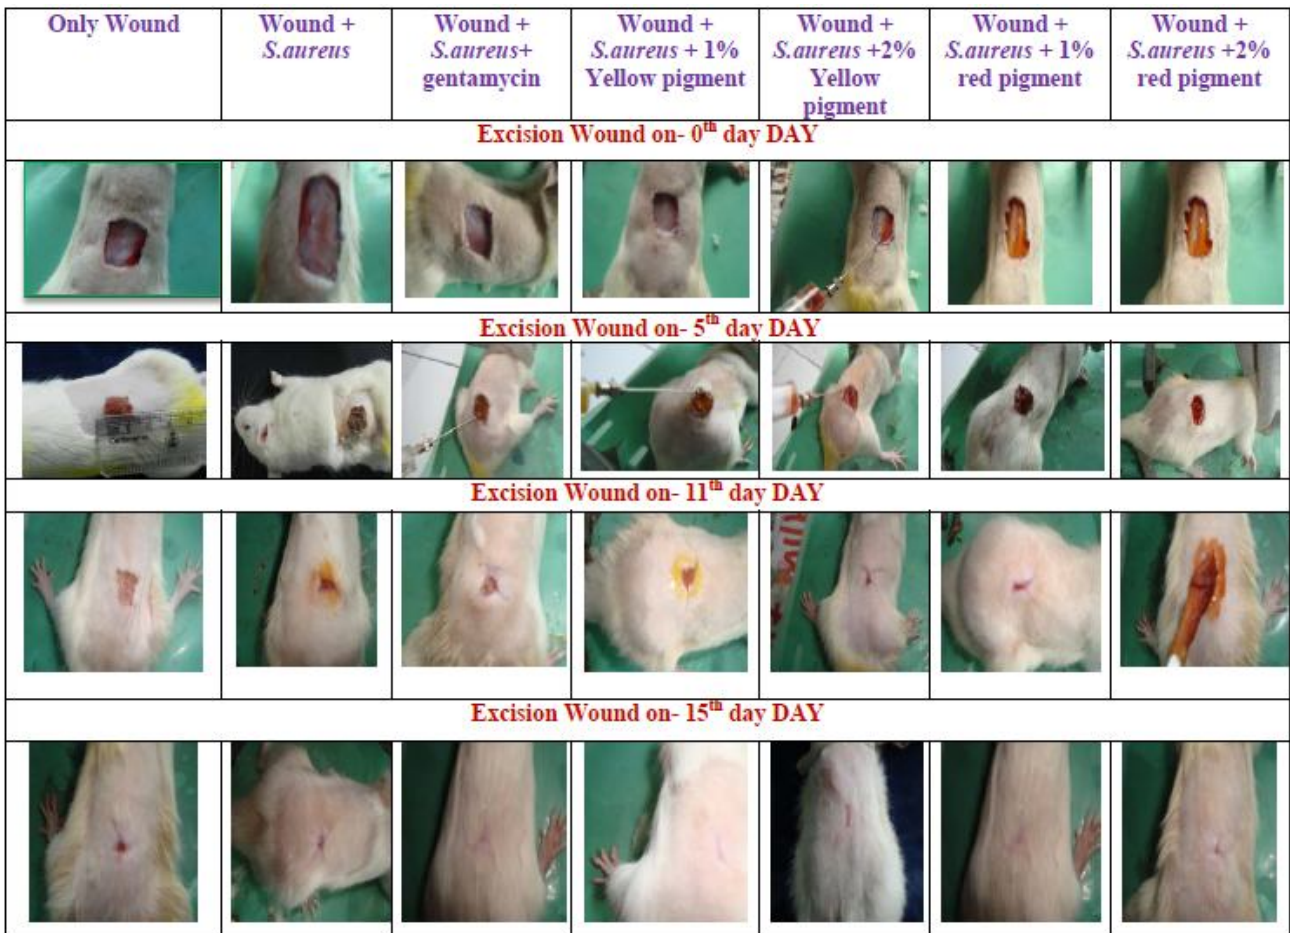 Only Wound
Wound +
S.aureus
Wound +
S.aureus+
gentamycin
Wound +
S.aureus + 1%
Yellow pigment
Wound +
S.aureus +2%
Yellow
pigment
Wound +
S.aureus + 1%
red pigment
Wound +
S.aureus +2%
red pigment
Excision Wound on- 0th day DAY
Excision Wound on- 5th day DAY
Excision Wound on- 11th day DAY
Excision Wound on- 15th day DAY